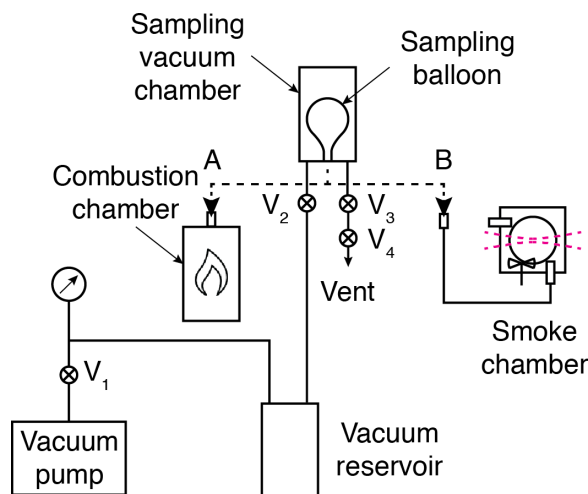 Sampling
vacuum
chamber
Sampling
balloon
A
B
Combustion
chamber
V₂
V₃
V₄
Vent
V₁
Smoke
chamber
Vacuum
pump
Vacuum
reservoir